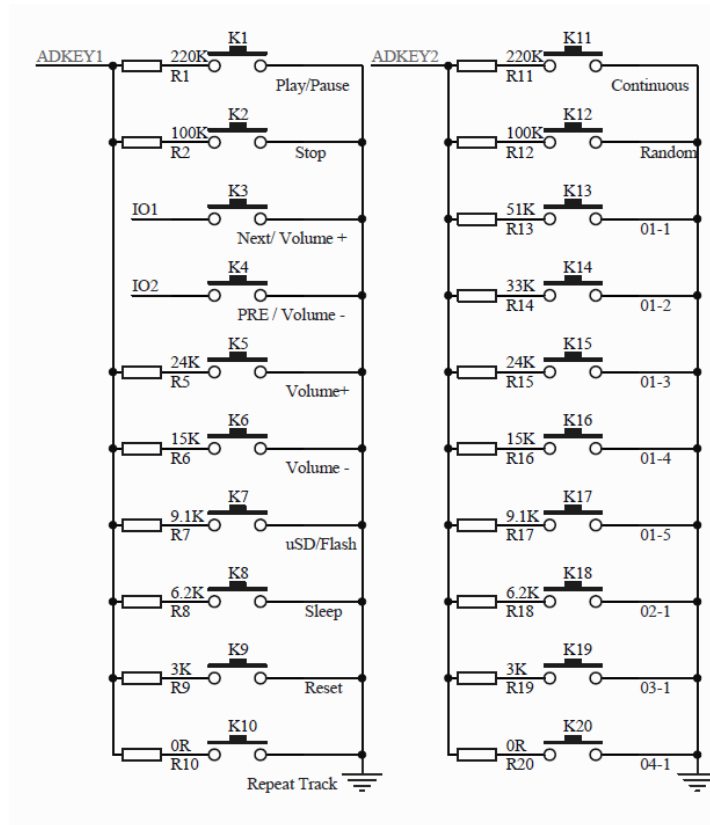 ADKEY1
220K
R1
K1
Play/Pause
100K
R2
K2
Stop
IO1
K3
Next/ Volume +
IO2
K4
PRE / Volume -
24K
R5
K5
Volume+
15K
R6
K6
Volume -
9.1K
R7
K7
uSD/Flash
6.2K
R8
K8
Sleep
3K
R9
K9
Reset
0R
R10
K10
Repeat Track
ADKEY2
220K
R11
K11
Continuous
100K
R12
K12
Random
51K
R13
K13
01-1
33K
R14
K14
01-2
24K
R15
K15
01-3
15K
R16
K16
01-4
9.1K
R17
K17
01-5
6.2K
R18
K18
02-1
3K
R19
K19
03-1
0R
R20
K20
04-1